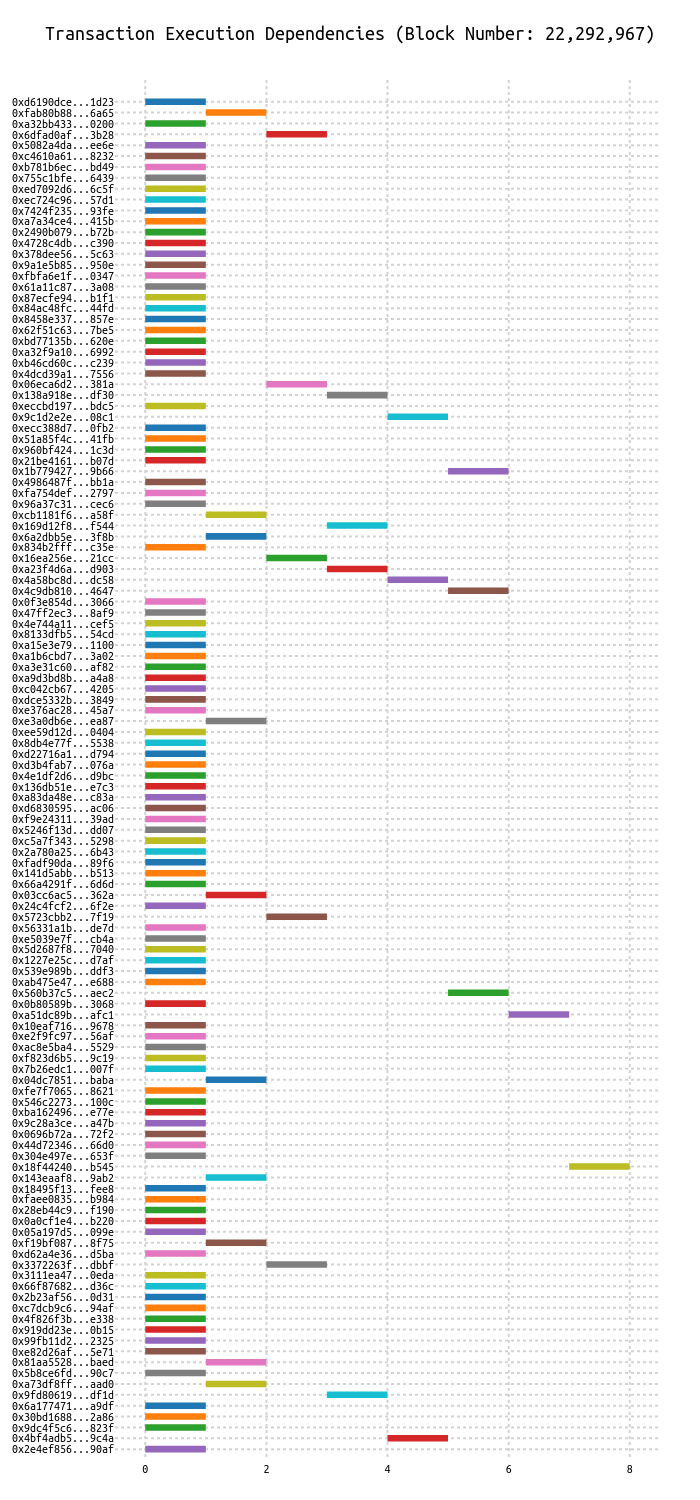 Transaction Execution Dependencies (Block Number: 22,292,967)
0xd6190dce...1d23
0xfab80b88...6a65
0xa32bb433...0200
0x6dfad0af...3b28
0x5082a4da...ee6e
0xc4610a61...8232
0xb781b6ec...bd49
0x755c1bfe...6439
0xed7092d6...6c5f
0xec724c96...57d1
0x7424f235...93fe
0xa7a34ce4...415b
0x2490b079...b72b
0x4728c4db...c390
0x378dee56...5c63
0x9a1e5b85...950e
0xfbfa6e1f...0347
0x61a11c87...3a08
0x87ecfe94...b1f1
0x84ac48fc...44fd
0x8458e337...857e
0x62f51c63...7be5
0xbd77135b...620e
0xa32f9a10...6992
0xb46cd60c...c239
0x4dcd39a1...7556
0x06eca6d2...381a
0x138a918e...df30
0xeccbd197...bdc5
0x9c1d2e2e...08c1
0xecc388d7...0fb2
0x51a85f4c...41fb
0x960bf424...1c3d
0x21be4161...b07d
0x1b779427...9b66
0x4986487f...bb1a
0xfa754def...2797
0x96a37c31...cec6
0xcb1181f6...a58f
0x169d12f8...f544
0x6a2dbb5e...3f8b
0x834b2fff...c35e
0x16ea256e...21cc
0xa23f4d6a...d903
0x4a58bc8d...dc58
0x4c9db810...4647
0x0f3e854d...3066
0x47ff2ec3...8af9
0x4e744a11...cef5
0x8133dfb5...54cd
0xa15e3e79...1100
0xa1b6cbd7...3a02
0xa3e31c60...af82
0xa9d3bd8b...a4a8
0xc042cb67...4205
0xdce5332b...3849
0xe376ac28...45a7
0xe3a0db6e...ea87
0xee59d12d...0404
0x8db4e77f...5538
0xd22716a1...d794
0xd3b4fab7...076a
0x4e1df2d6...d9bc
0x136db51e...e7c3
0xa83da48e...c83a
0xd6830595...ac06
0xf9e24311...39ad
0x5246f13d...dd07
0xc5a7f343...5298
0x2a780a25...6b43
0xfadf90da...89f6
0x141d5abb...b513
0x66a4291f...6d6d
0x03cc6ac5...362a
0x24c4fcf2...6f2e
0x5723cbb2...7f19
0x56331a1b...de7d
0xe5039e7f...cb4a
0x5d2687f8...7040
0x1227e25c...d7af
0x539e989b...ddf3
0xab475e47...e688
0x560b37c5...aec2
0x0b80589b...3068
0xa51dc89b...afc1
0x10eaf716...9678
0xe2f9fc97...56af
0xac8e5ba4...5529
0xf823d6b5...9c19
0x7b26edc1...007f
0x04dc7851...baba
0xfe7f7065...8621
0x546c2273...100c
0xba162496...e77e
0x9c28a3ce...a47b
0x0696b72a...72f2
0x44d72346...66d0
0x304e497e...653f
0x18f44240...b545
0x143eaaf8...9ab2
0x18495f13...fee8
0xfaee0835...b984
0x28eb44c9...f190
0x0a0cf1e4...b220
0x05a197d5...099e
0xf19bf087...8f75
0xd62a4e36...d5ba
0x3372263f...dbbf
0x3111ea47...0eda
0x66f87682...d36c
0x2b23af56...0d31
0xc7dcb9c6...94af
0x4f826f3b...e338
0x919dd23e...0b15
0x99fb11d2...2325
0xe82d26af...5e71
0x81aa5528...baed
0x5b8ce6fd...90c7
0xa73df8ff...aad0
0x9fd80619...df1d
0x6a177471...a9df
0x30bd1688...2a86
0x9dc4f5c6...823f
0x4bf4adb5...9c4a
0x2e4ef856...90af
0 2 4 6 8